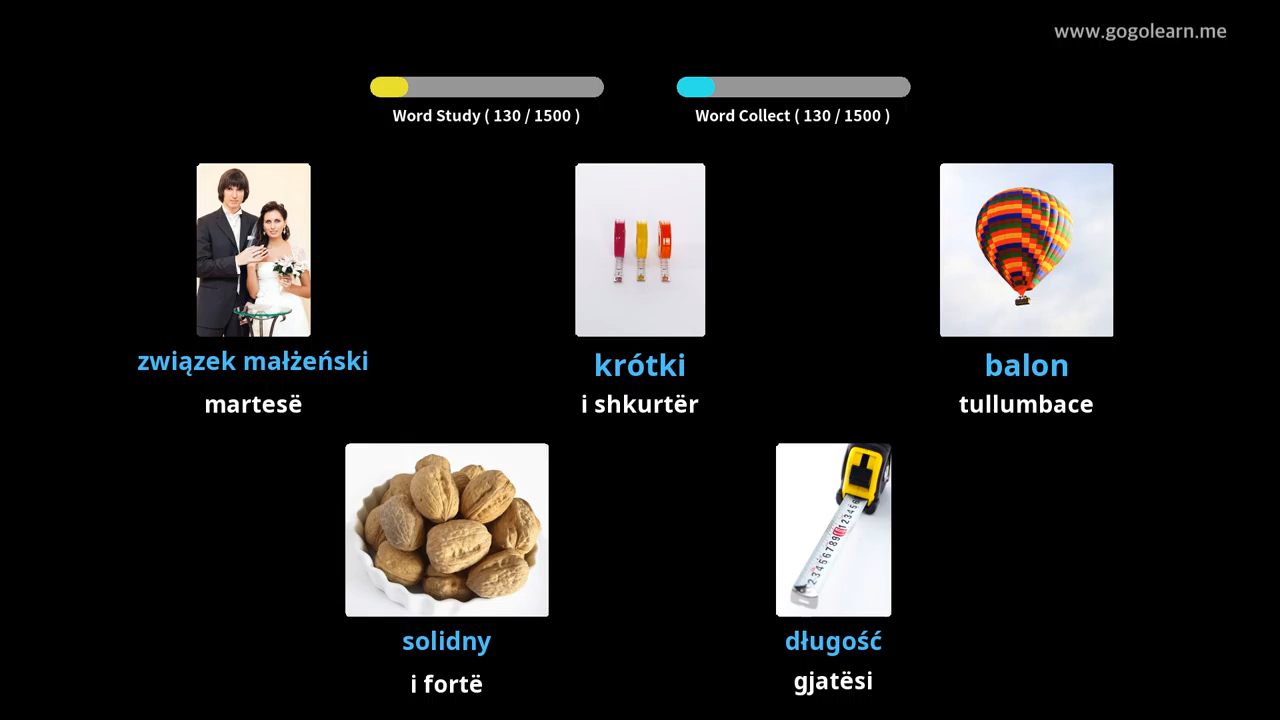 www.gogolearn.me
Word Study ( 130 / 1500 )
Word Collect ( 130 / 1500 )
związek małżeński
krótki
balon
martesë
i shkurtër
tullumbace
solidny
długość
i fortë
gjatësi